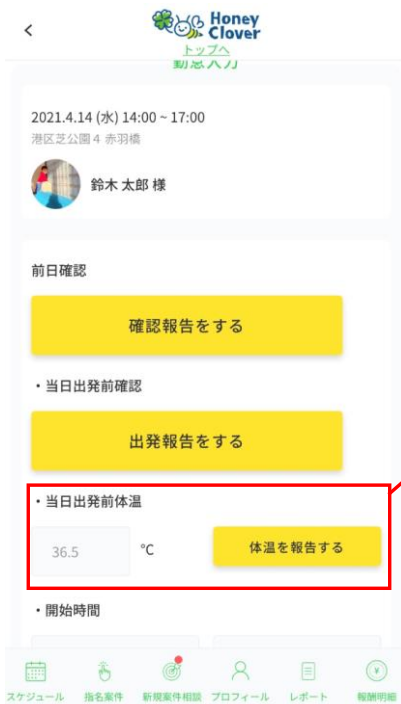 <
Honey
Clover
トップへ
勤怠入力
2021.4.14 (水) 14:00 ~ 17:00
港区芝公園4 赤羽橋
鈴木 太郎 様
前日確認
確認報告をする
・当日出発前確認
出発報告をする
・当日出発前体温
36.5 °C 体温を報告する
・開始時間
スケジュール 指名案件 新規案件相談 プロフィール レポート 報酬明細